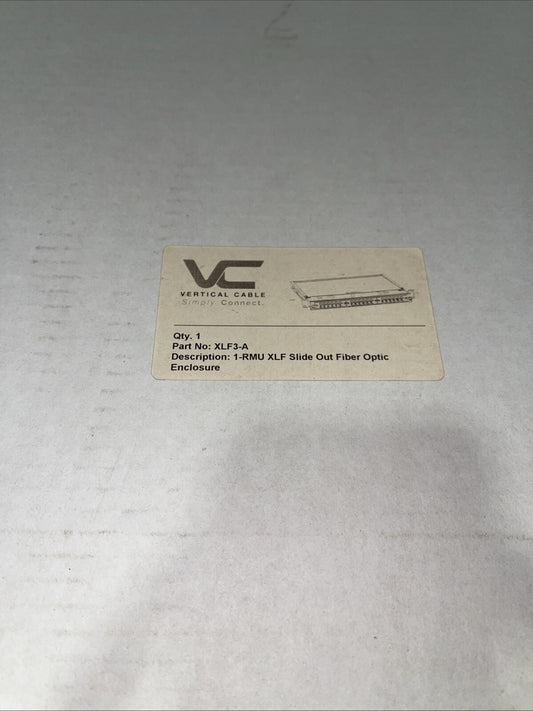 VC
VERTICAL CABLE
Simply Connect.
Qty. 1
Part No: XLF3-A
Description: 1-RMU XLF Slide Out Fiber Optic
Enclosure